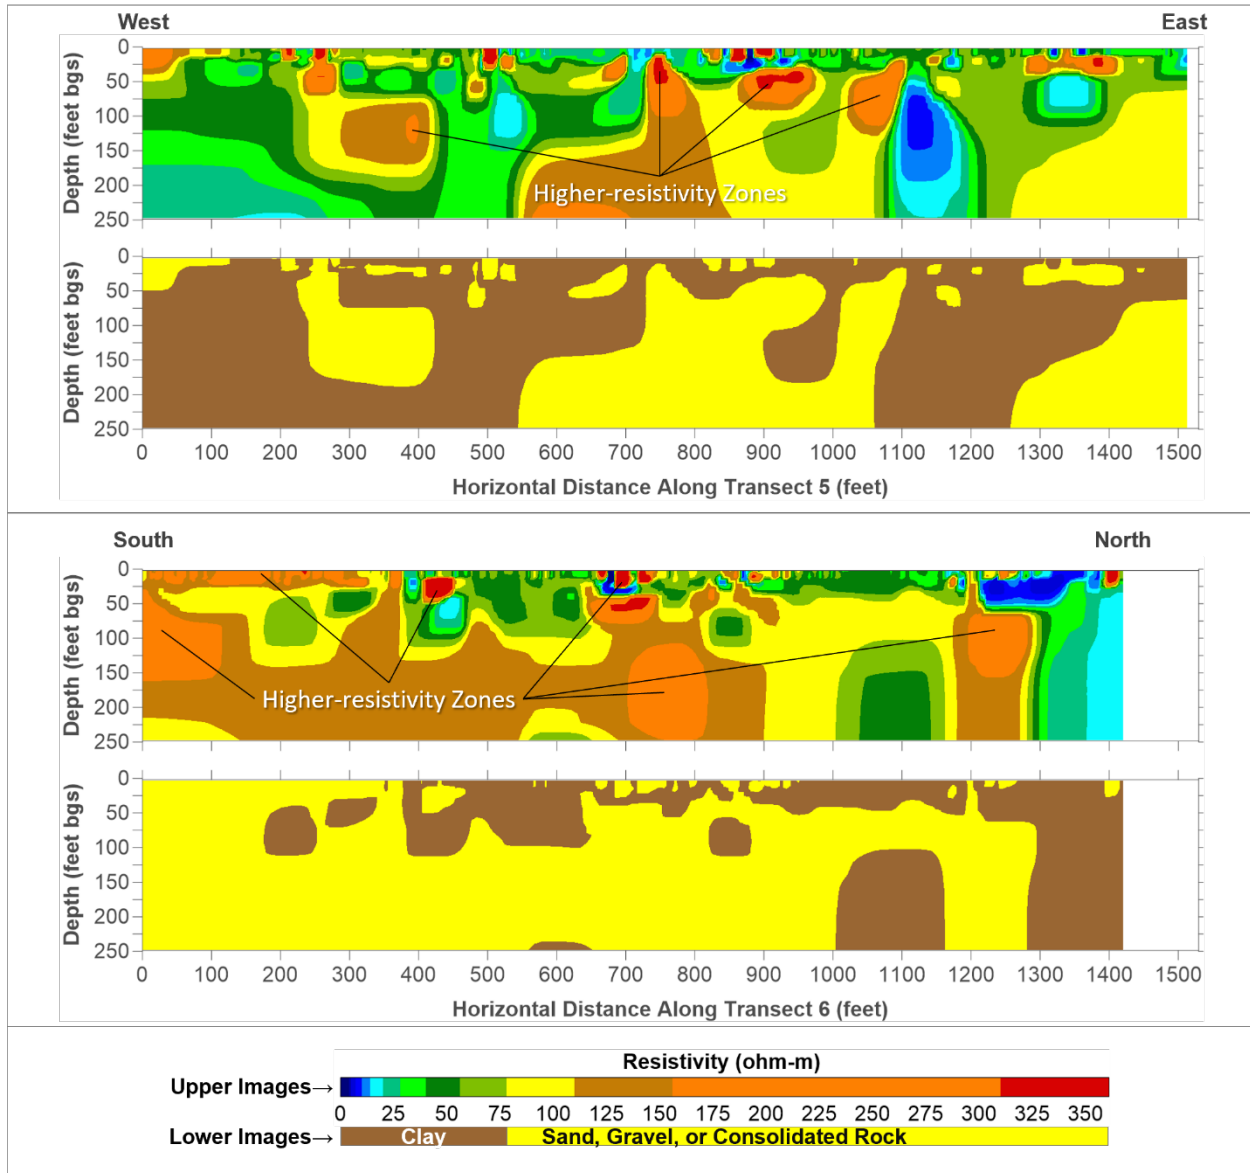 West East
0
50
100
150
200
250
Depth (feet bgs)
Higher-resistivity Zones
0
50
100
150
200
250
Depth (feet bgs)
0 100 200 300 400 500 600 700 800 900 1000 1100 1200 1300 1400 1500
Horizontal Distance Along Transect 5 (feet)
South North
0
50
100
150
200
250
Depth (feet bgs)
Higher-resistivity Zones
0
50
100
150
200
250
Depth (feet bgs)
0 100 200 300 400 500 600 700 800 900 1000 1100 1200 1300 1400 1500
Horizontal Distance Along Transect 6 (feet)
Resistivity (ohm-m)
Upper Images→
0 25 50 75 100 125 150 175 200 225 250 300 325 350
Lower Images→ Clay Sand, Gravel, or Consolidated Rock